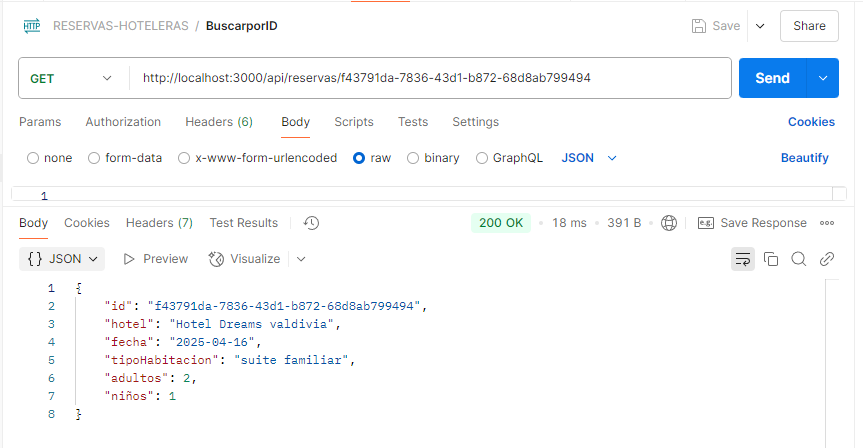 HTTP RESERVAS-HOTELERAS / BuscarporID Save Share
GET http://localhost:3000/api/reservas/f43791da-7836-43d1-b872-68d8ab799494 Send
Params Authorization Headers (6) Body Scripts Tests Settings Cookies
none form-data x-www-form-urlencoded raw binary GraphQL JSON Beautify
1
Body Cookies Headers (7) Test Results 200 OK • 18 ms • 391 B • e.g. Save Response
{} JSON Preview Visualize
1 {
2 "id": "f43791da-7836-43d1-b872-68d8ab799494",
3 "hotel": "Hotel Dreams valdivia",
4 "fecha": "2025-04-16",
5 "tipoHabitacion": "suite familiar",
6 "adultos": 2,
7 "niños": 1
8 }